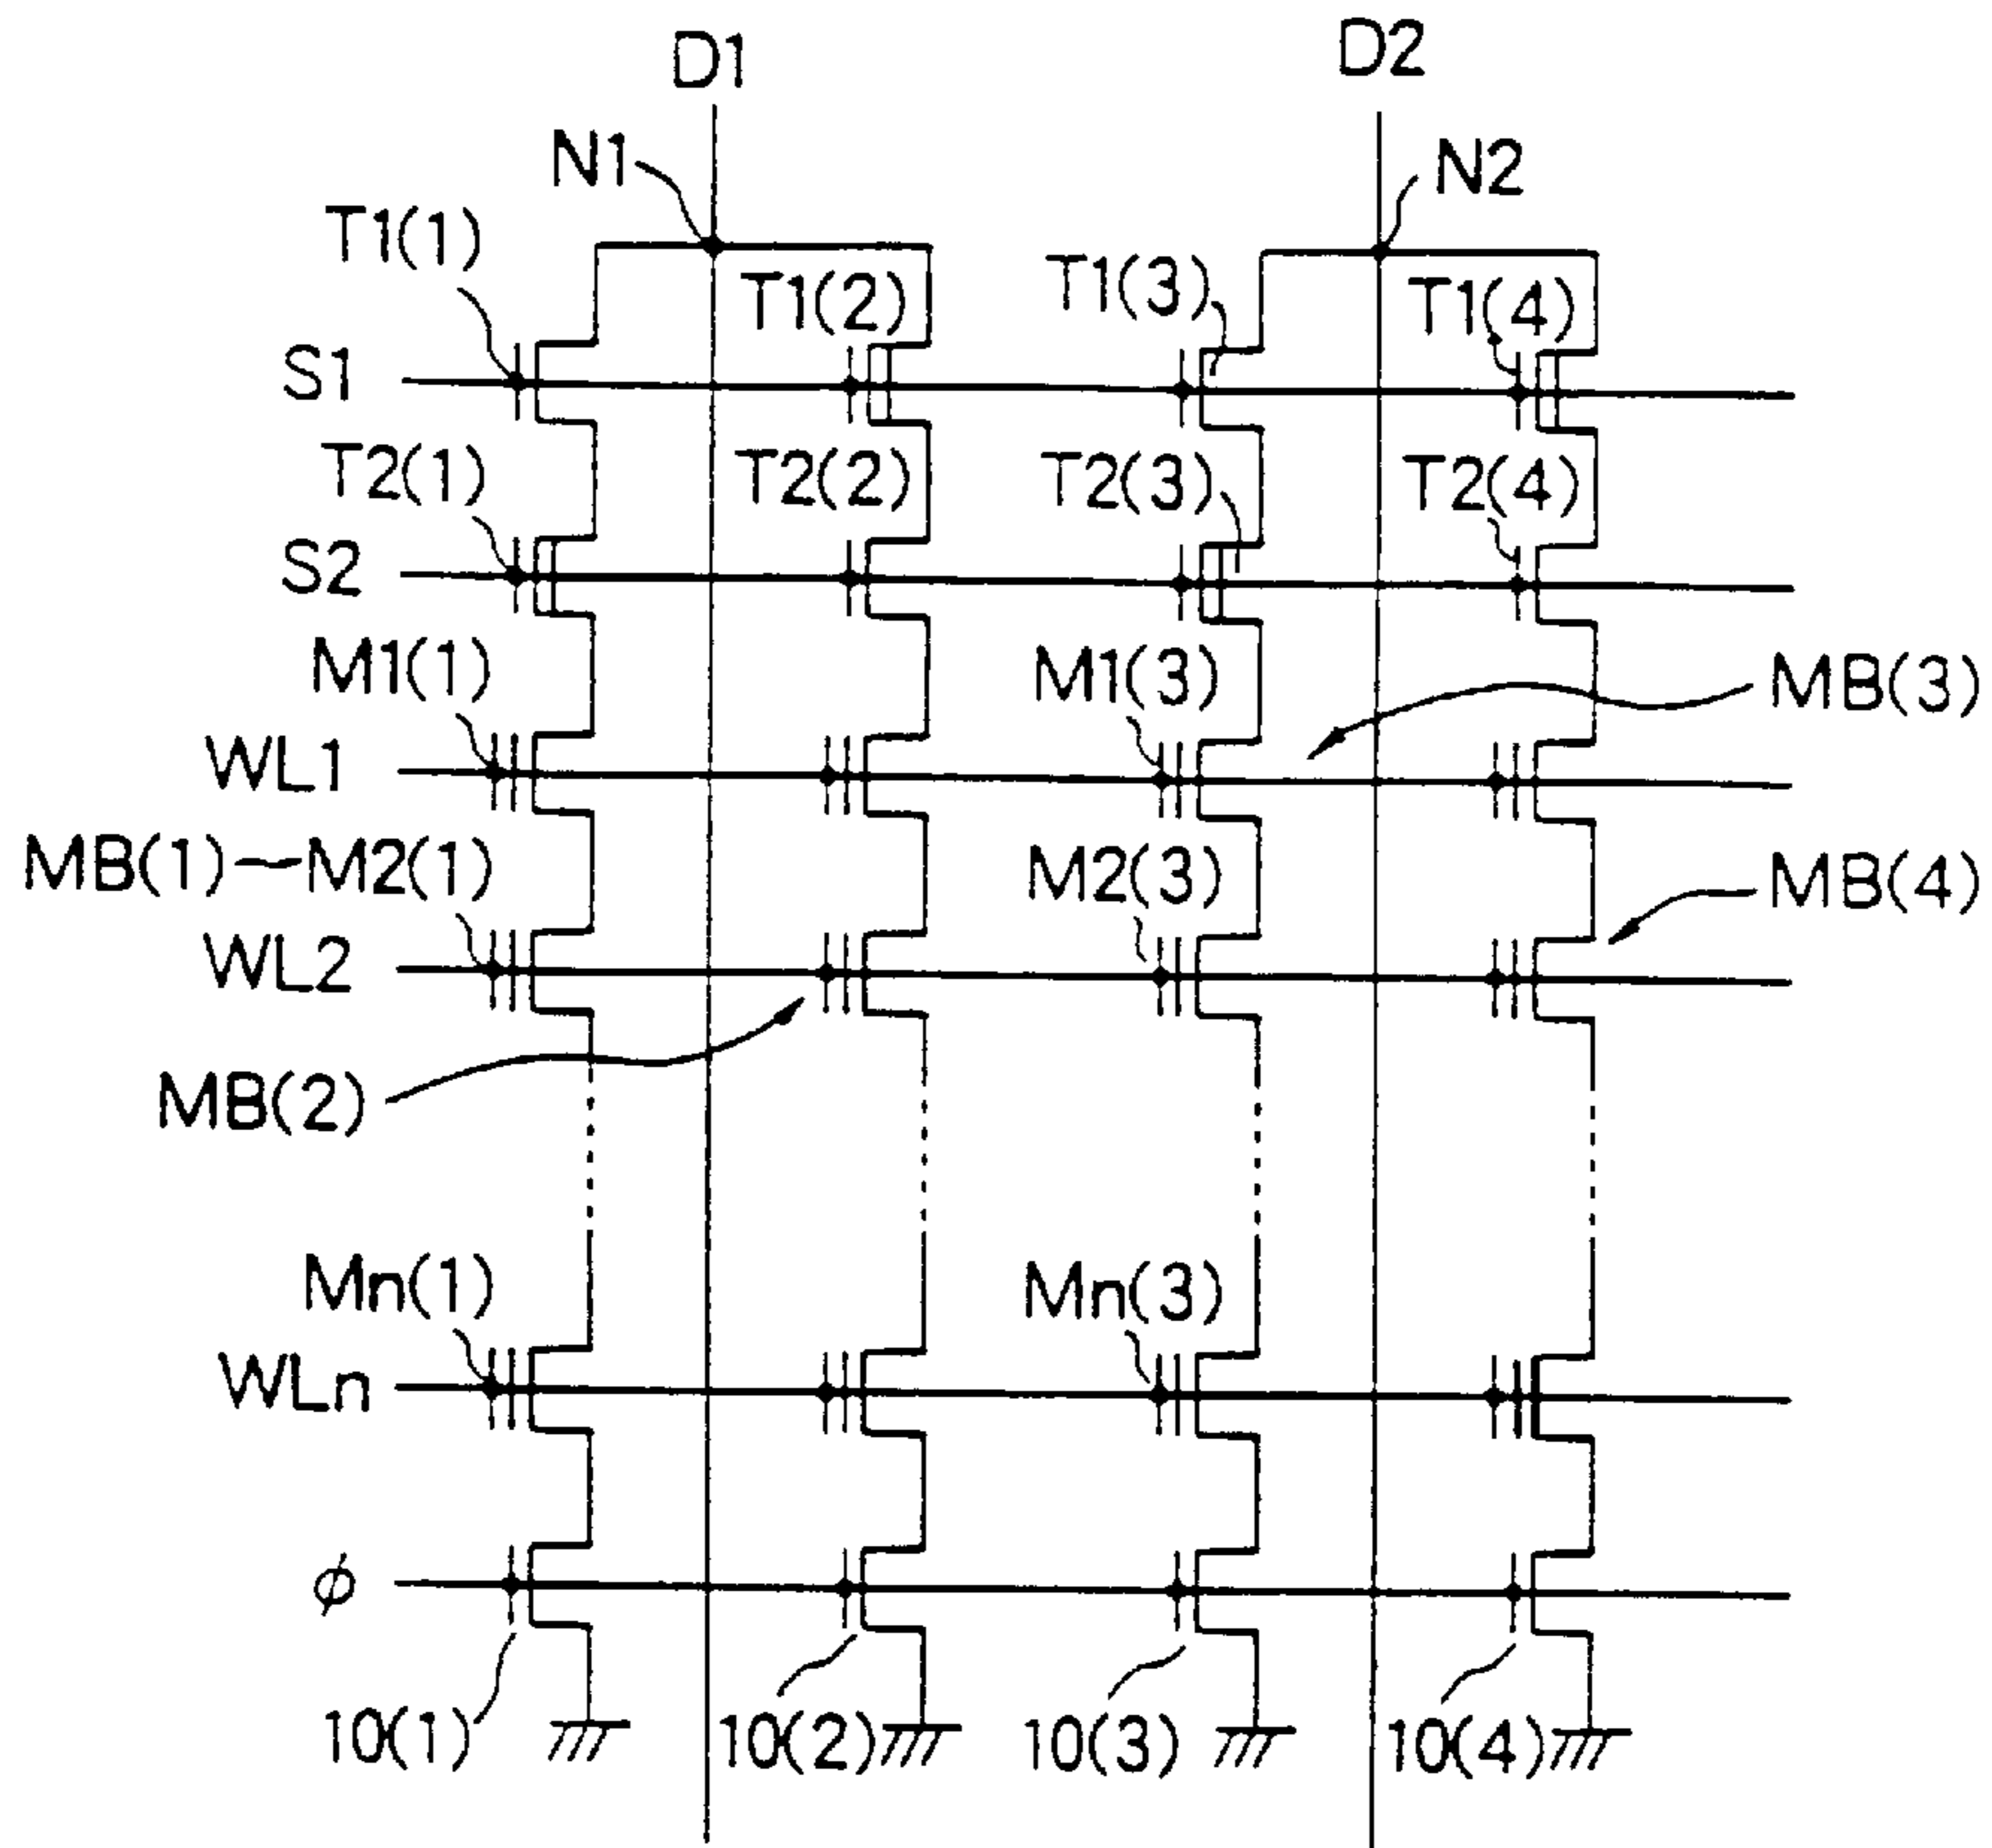 D1 D2
N1 N2
T1(1) T1(2) T1(3) T1(4)
S1
T2(1) T2(2) T2(3) T2(4)
S2
M1(1) M1(3) MB(3)
WL1
MB(1) M2(1) M2(3) MB(4)
WL2
MB(2)
Mn(1) Mn(3)
WLn
ϕ
10(1) 10(2) 10(3) 10(4)